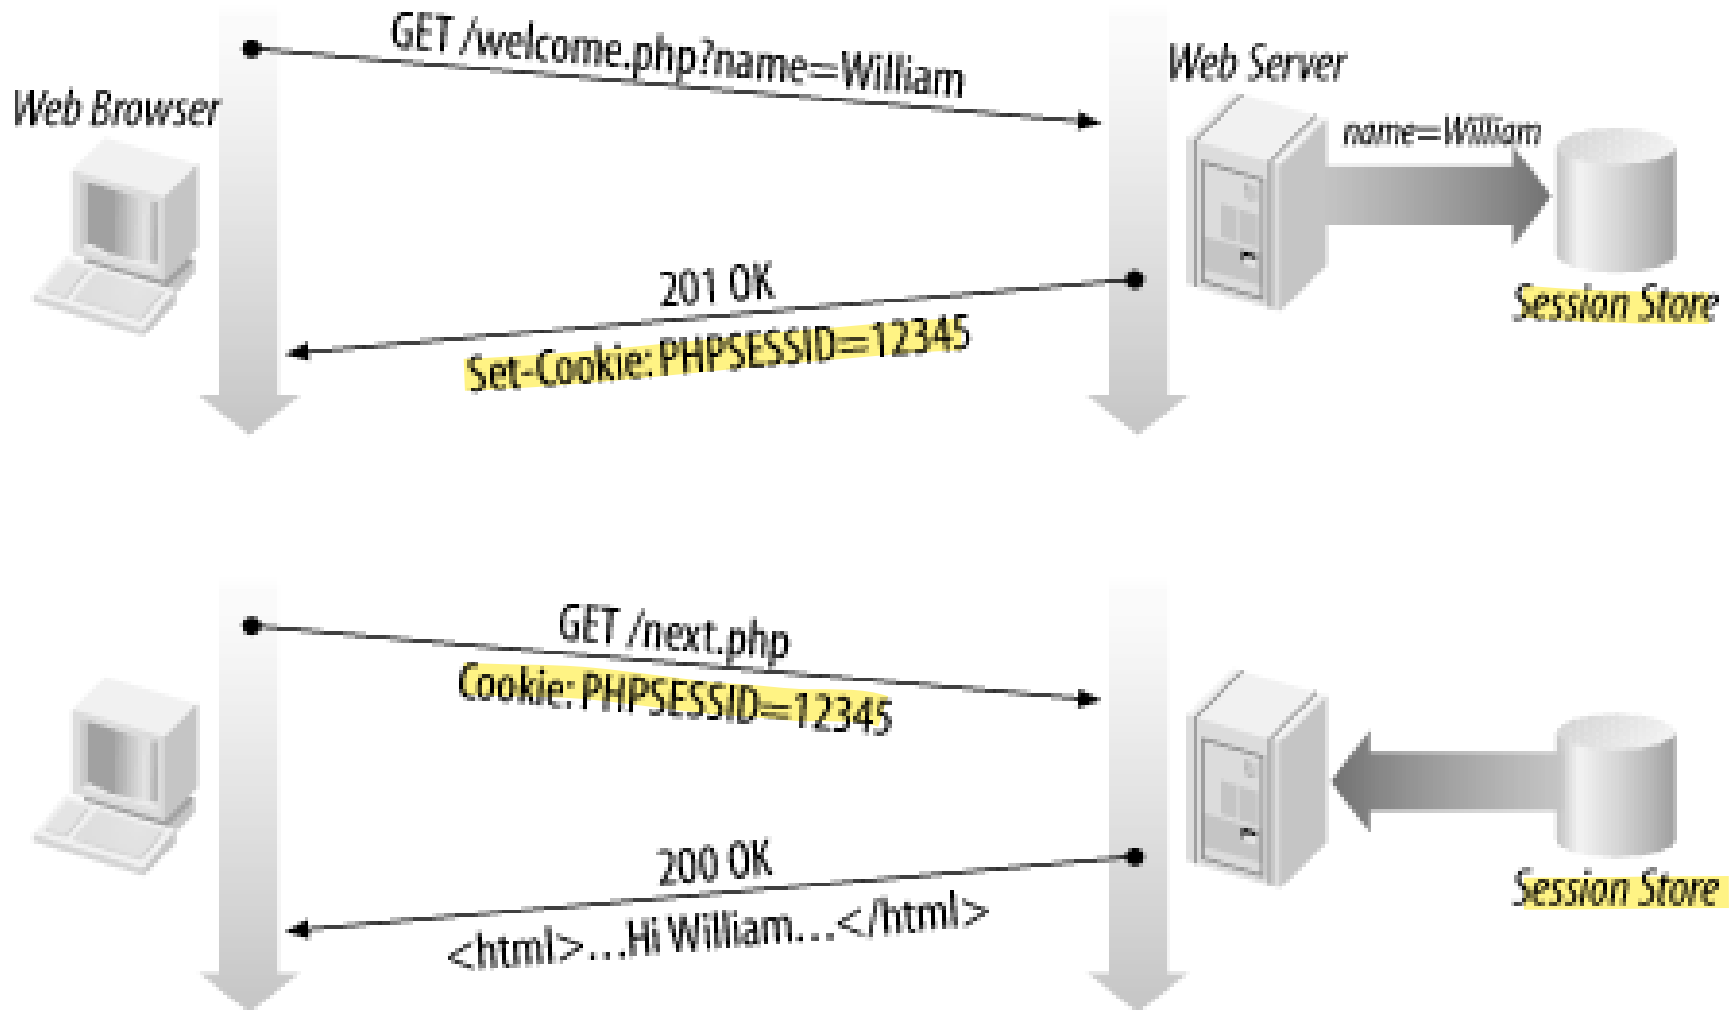 GET /welcome.php?name=William
Web Server
Web Browser
name=William
201 OK
Set-Cookie: PHPSESSID=12345
Session Store
GET /next.php
Cookie: PHPSESSID=12345
200 OK
<html>...Hi William...</html>
Session Store